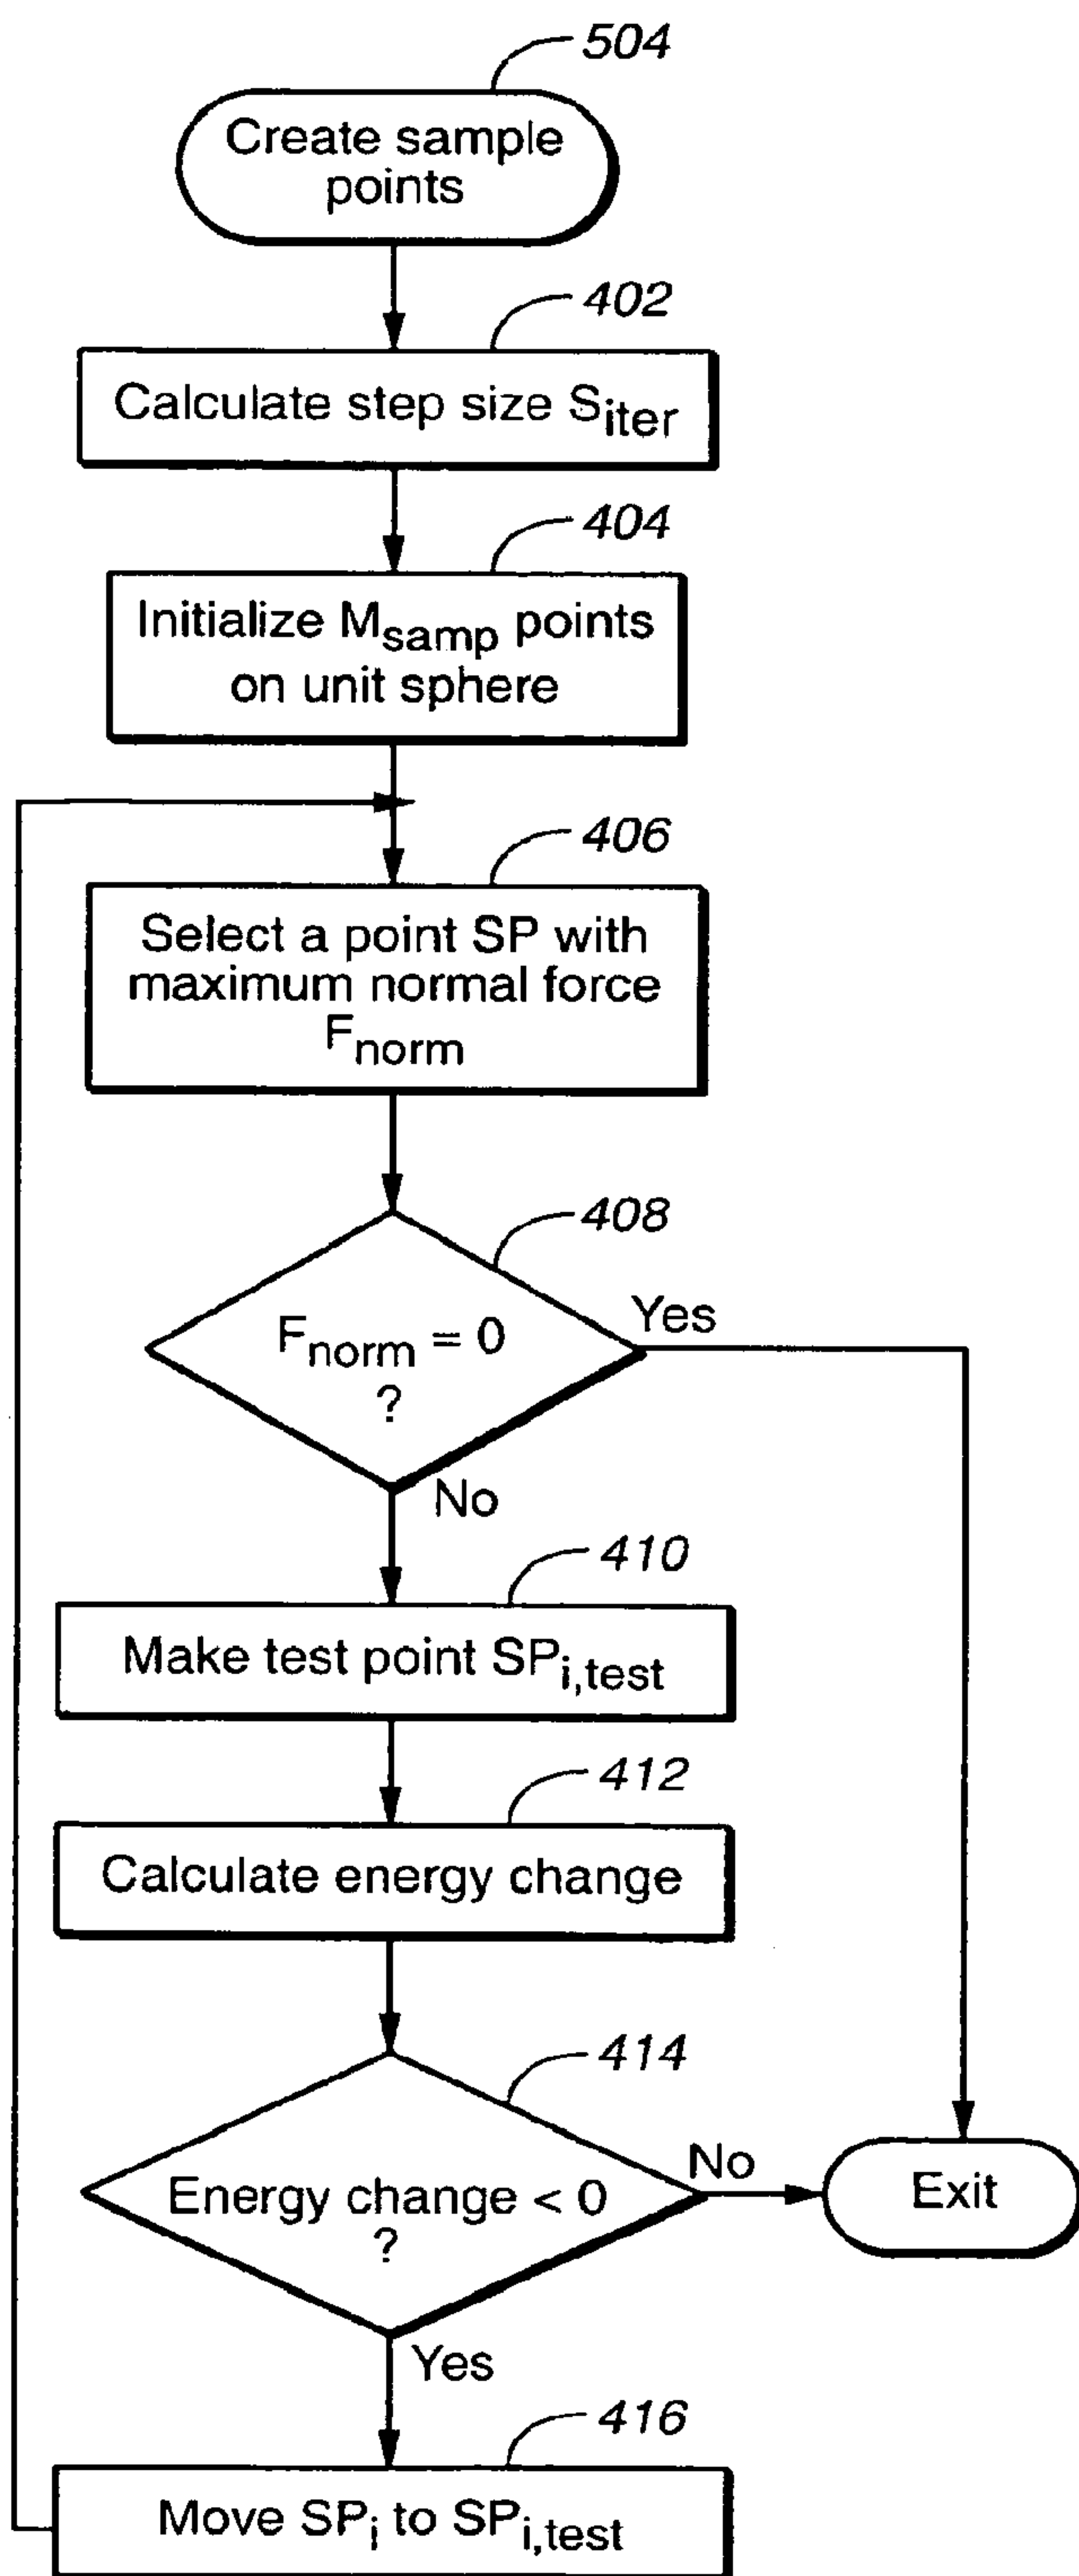 504
Create sample
points
402
Calculate step size Siter
404
Initialize Msamp points
on unit sphere
406
Select a point SP with
maximum normal force
Fnorm
408
Fnorm = 0
?
Yes
No
410
Make test point SPi,test
412
Calculate energy change
414
Energy change < 0
?
No
Exit
Yes
416
Move SPi to SPi,test